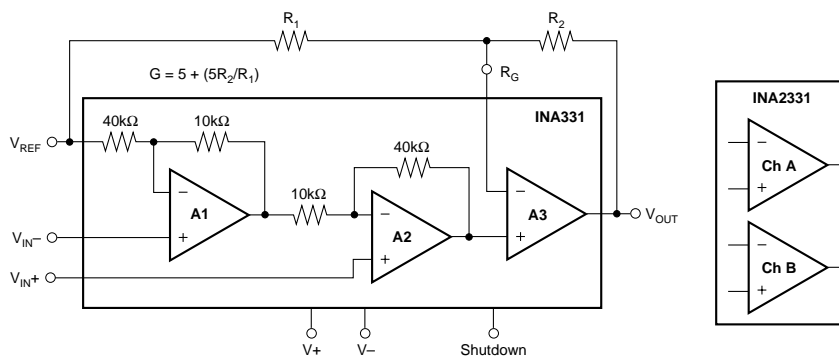 R1
R2
G = 5 + (5R2/R1)
RG
INA331
INA2331
40kΩ
10kΩ
VREF
40kΩ
Ch A
A1
10kΩ
A2
A3
VOUT
VIN–
VIN+
Ch B
V+
V–
Shutdown